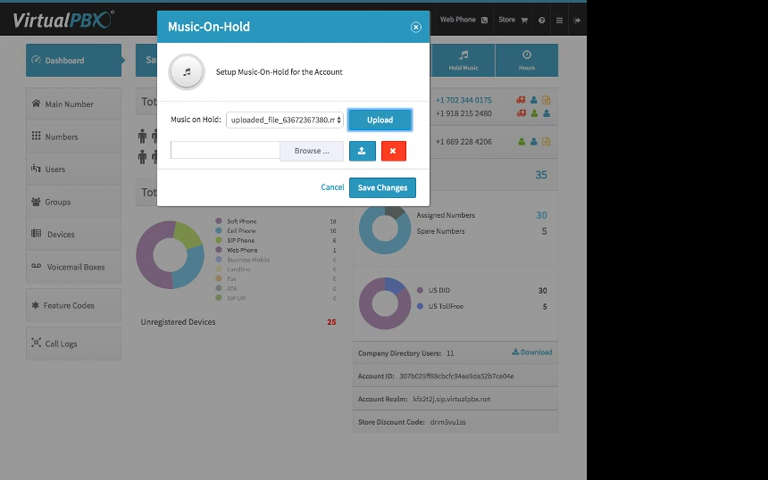 VirtualPBX
Web Phone
Store
Music-On-Hold
Setup Music-On-Hold for the Account
Music on Hold:
uploaded_file_63672367380.m
Upload
Browse ...
Cancel
Save Changes
Dashboard
Main Number
Numbers
Users
Groups
Devices
Voicemail Boxes
Feature Codes
Call Logs
Sa
Hold Music
Hours
Tot
+1 702 344 0175
+1 918 215 2480
+1 669 228 4206
35
Tot
Soft Phone 18
Cell Phone 10
SIP Phone 6
Web Phone 1
Business Mobile 0
Landline 0
Fax 0
ATA 0
SIP URI 0
Unregistered Devices 25
Assigned Numbers 30
Spare Numbers 5
US DID 30
US TollFree 5
Company Directory Users: 11
Download
Account ID:
Account Realm: kfa2t2j.sip.virtualpbx.net
Store Discount Code: dnm5vu1ss